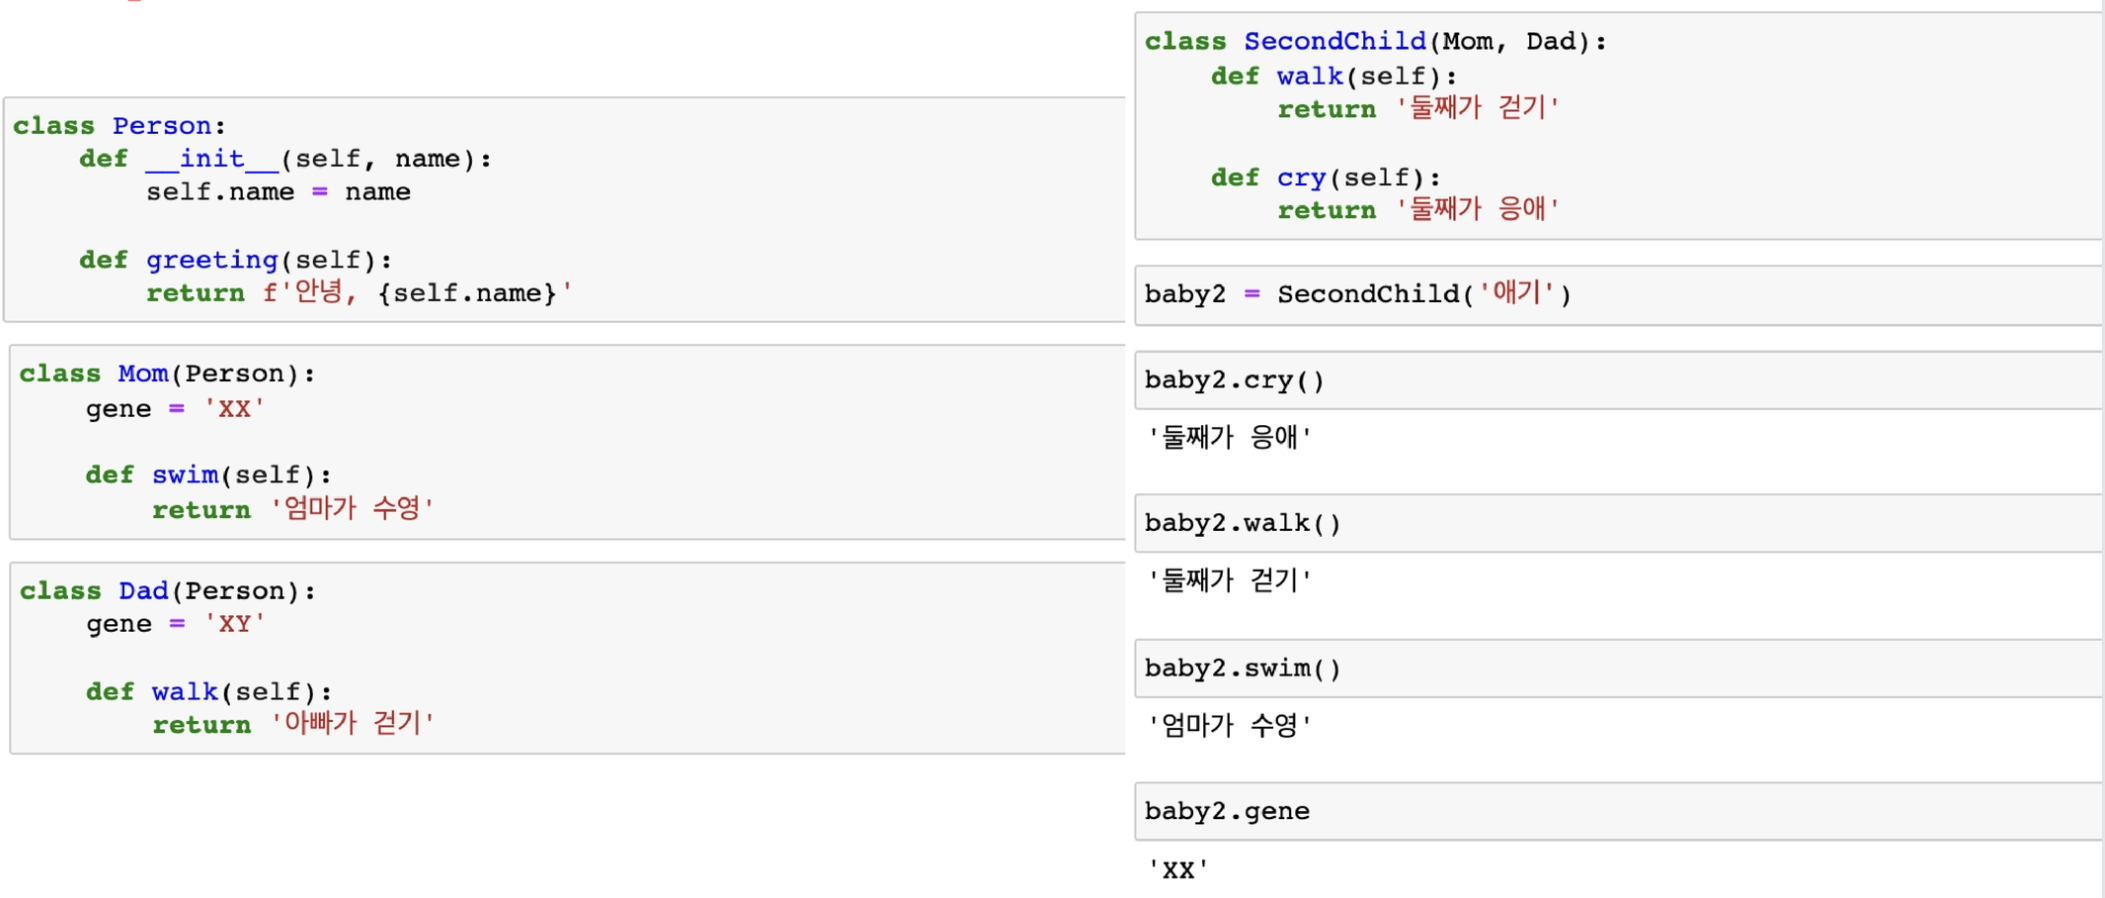 class Person:
    def __init__(self, name):
        self.name = name

    def greeting(self):
        return f'안녕, {self.name}'

class Mom(Person):
    gene = 'XX'

    def swim(self):
        return '엄마가 수영'

class Dad(Person):
    gene = 'XY'

    def walk(self):
        return '아빠가 걷기'

class SecondChild(Mom, Dad):
    def walk(self):
        return '둘째가 걷기'

    def cry(self):
        return '둘째가 응애'

baby2 = SecondChild('애기')

baby2.cry()
'둘째가 응애'

baby2.walk()
'둘째가 걷기'

baby2.swim()
'엄마가 수영'

baby2.gene
'XX'